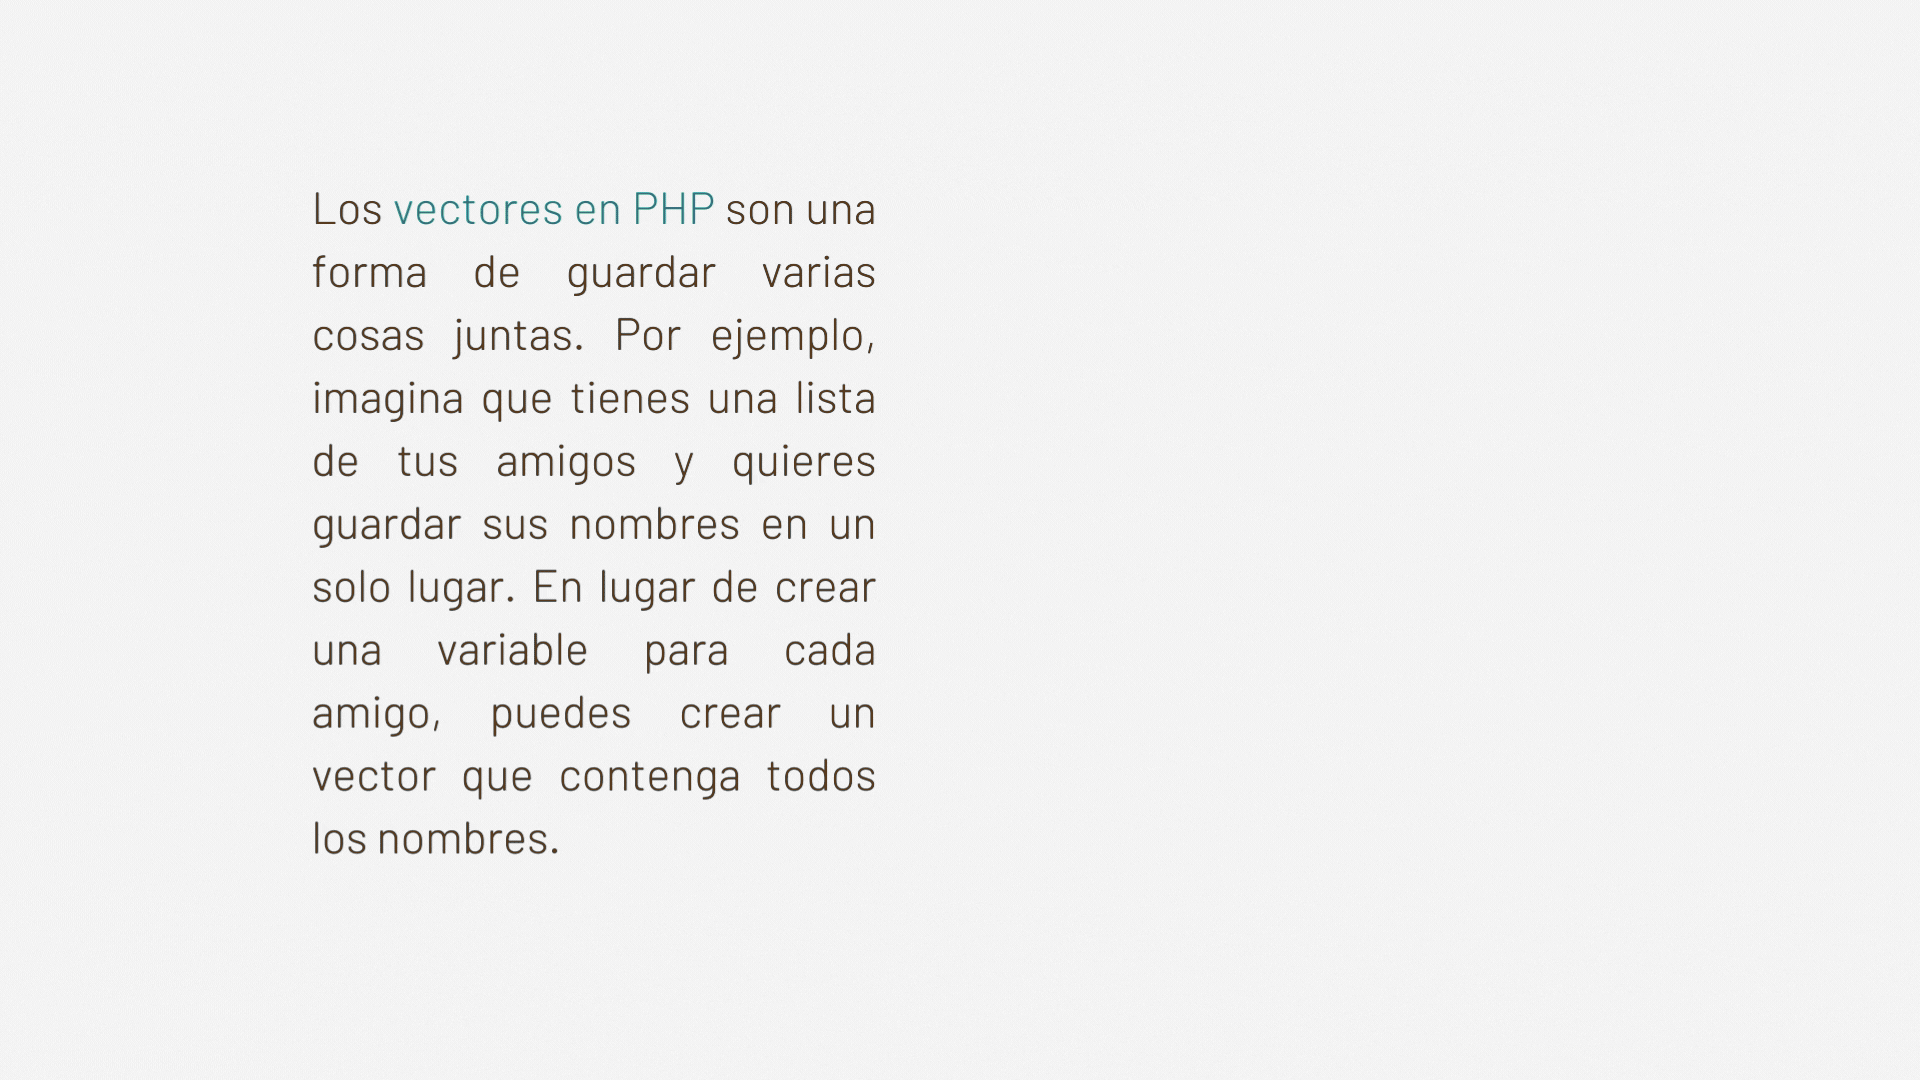 Los vectores en PHP son una
forma de guardar varias
cosas juntas. Por ejemplo,
imagina que tienes una lista
de tus amigos y quieres
guardar sus nombres en un
solo lugar. En lugar de crear
una variable para cada
amigo, puedes crear un
vector que contenga todos
los nombres.